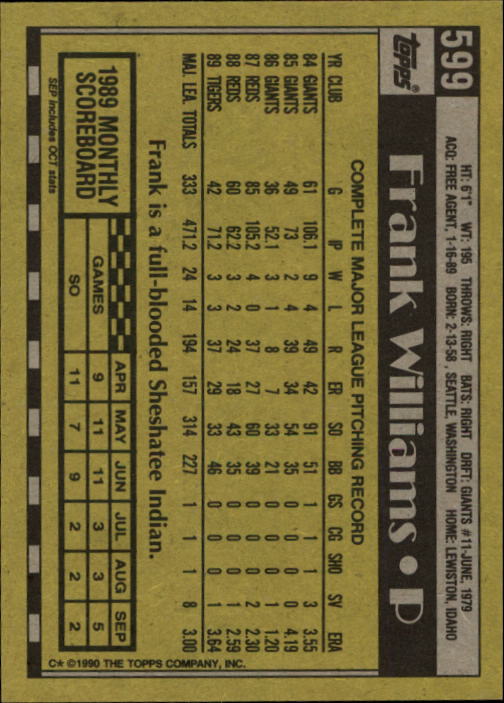 599
Topps®
Frank Williams • P
HT: 6'1" WT: 195 THROWS: RIGHT BATS: RIGHT DRFT: GIANTS #11-JUNE, 1979
ACQ: FREE AGENT, 1-16-89 BORN: 2-13-58, SEATTLE, WASHINGTON HOME: LEWISTON, IDAHO
COMPLETE MAJOR LEAGUE PITCHING RECORD
YR CLUB G IP W L R ER SO BB GS CG SHO SV ERA
84 GIANTS 61 106.1 9 4 49 42 91 51 1 1 1 3 3.55
85 GIANTS 49 73 2 4 39 34 54 35 0 0 0 0 4.19
86 GIANTS 36 52.1 3 1 8 7 33 21 0 0 0 1 1.20
87 REDS 85 105.2 4 0 37 27 60 39 0 0 0 2 2.30
88 REDS 60 62.2 3 2 24 18 43 35 0 0 0 1 2.59
89 TIGERS 42 71.2 3 3 37 29 33 46 0 0 0 1 3.64
MAJ. LEA. TOTALS 333 471.2 24 14 194 157 314 227 1 1 1 8 3.00
Frank is a full-blooded Sheshatee Indian.
1989 MONTHLY
SCOREBOARD
APR MAY JUN JUL AUG SEP
GAMES 9 11 11 3 3 5
SO 11 7 9 2 2 2
SEP includes OCT stats
C* ©1990 THE TOPPS COMPANY, INC.